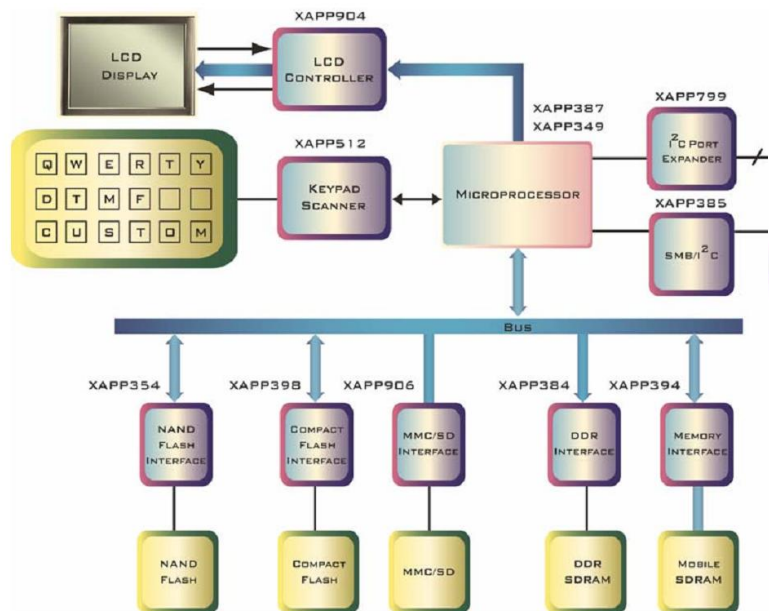 XAPP904
LCD
DISPLAY
LCD
CONTROLLER
XAPP387
XAPP349
XAPP799
I2C PORT
EXPANDER
XAPP512
Q W E R T Y
D T M F
C U S T O M
KEYPAD
SCANNER
MICROPROCESSOR
XAPP385
SMB/I2C
BUS
XAPP354
XAPP398
XAPP906
XAPP384
XAPP394
NAND
FLASH
INTERFACE
COMPACT
FLASH
INTERFACE
MMC/SD
INTERFACE
DDR
INTERFACE
MEMORY
INTERFACE
NAND
FLASH
COMPACT
FLASH
MMC/SD
DDR
SDRAM
MOBILE
SDRAM